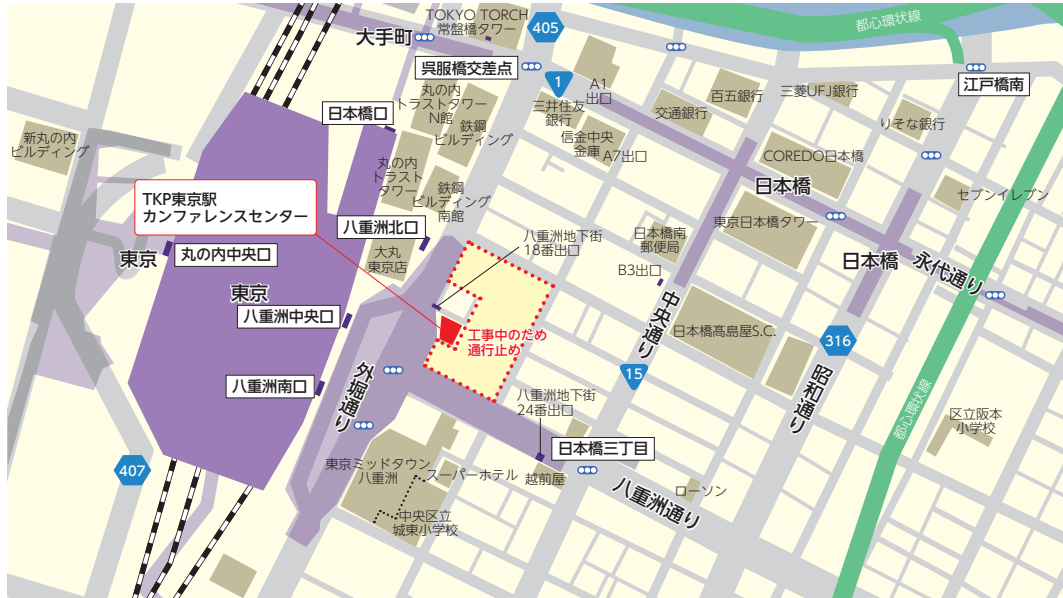 TOKYO TORCH
常盤橋タワー
405
都心環状線
大手町
呉服橋交差点
1
A1
出口
江戸橋南
丸の内
トラストタワー
N館
三井住友
銀行
百五銀行
三菱UFJ銀行
交通銀行
日本橋口
鉄鋼
ビルディング
信金中央
金庫
A7出口
りそな銀行
新丸の内
ビルディング
COREDO日本橋
丸の内
トラスト
タワー
日本橋
TKP東京駅
カンファレンスセンター
鉄鋼
ビルディング
南館
セブンイレブン
八重洲北口
東京日本橋タワー
八重洲地下街
18番出口
日本橋南
郵便局
大丸
東京店
東京
丸の内中央口
日本橋
永代通り
B3出口
東京
中央通り
八重洲中央口
工事中のため
通行止め
日本橋髙島屋S.C.
316
外堀通り
昭和通り
15
八重洲南口
八重洲地下街
24番出口
都心環状線
区立阪本
小学校
日本橋三丁目
407
東京ミッドタウン
八重洲
スーパーホテル
越前屋
八重洲通り
ローソン
中央区立
城東小学校